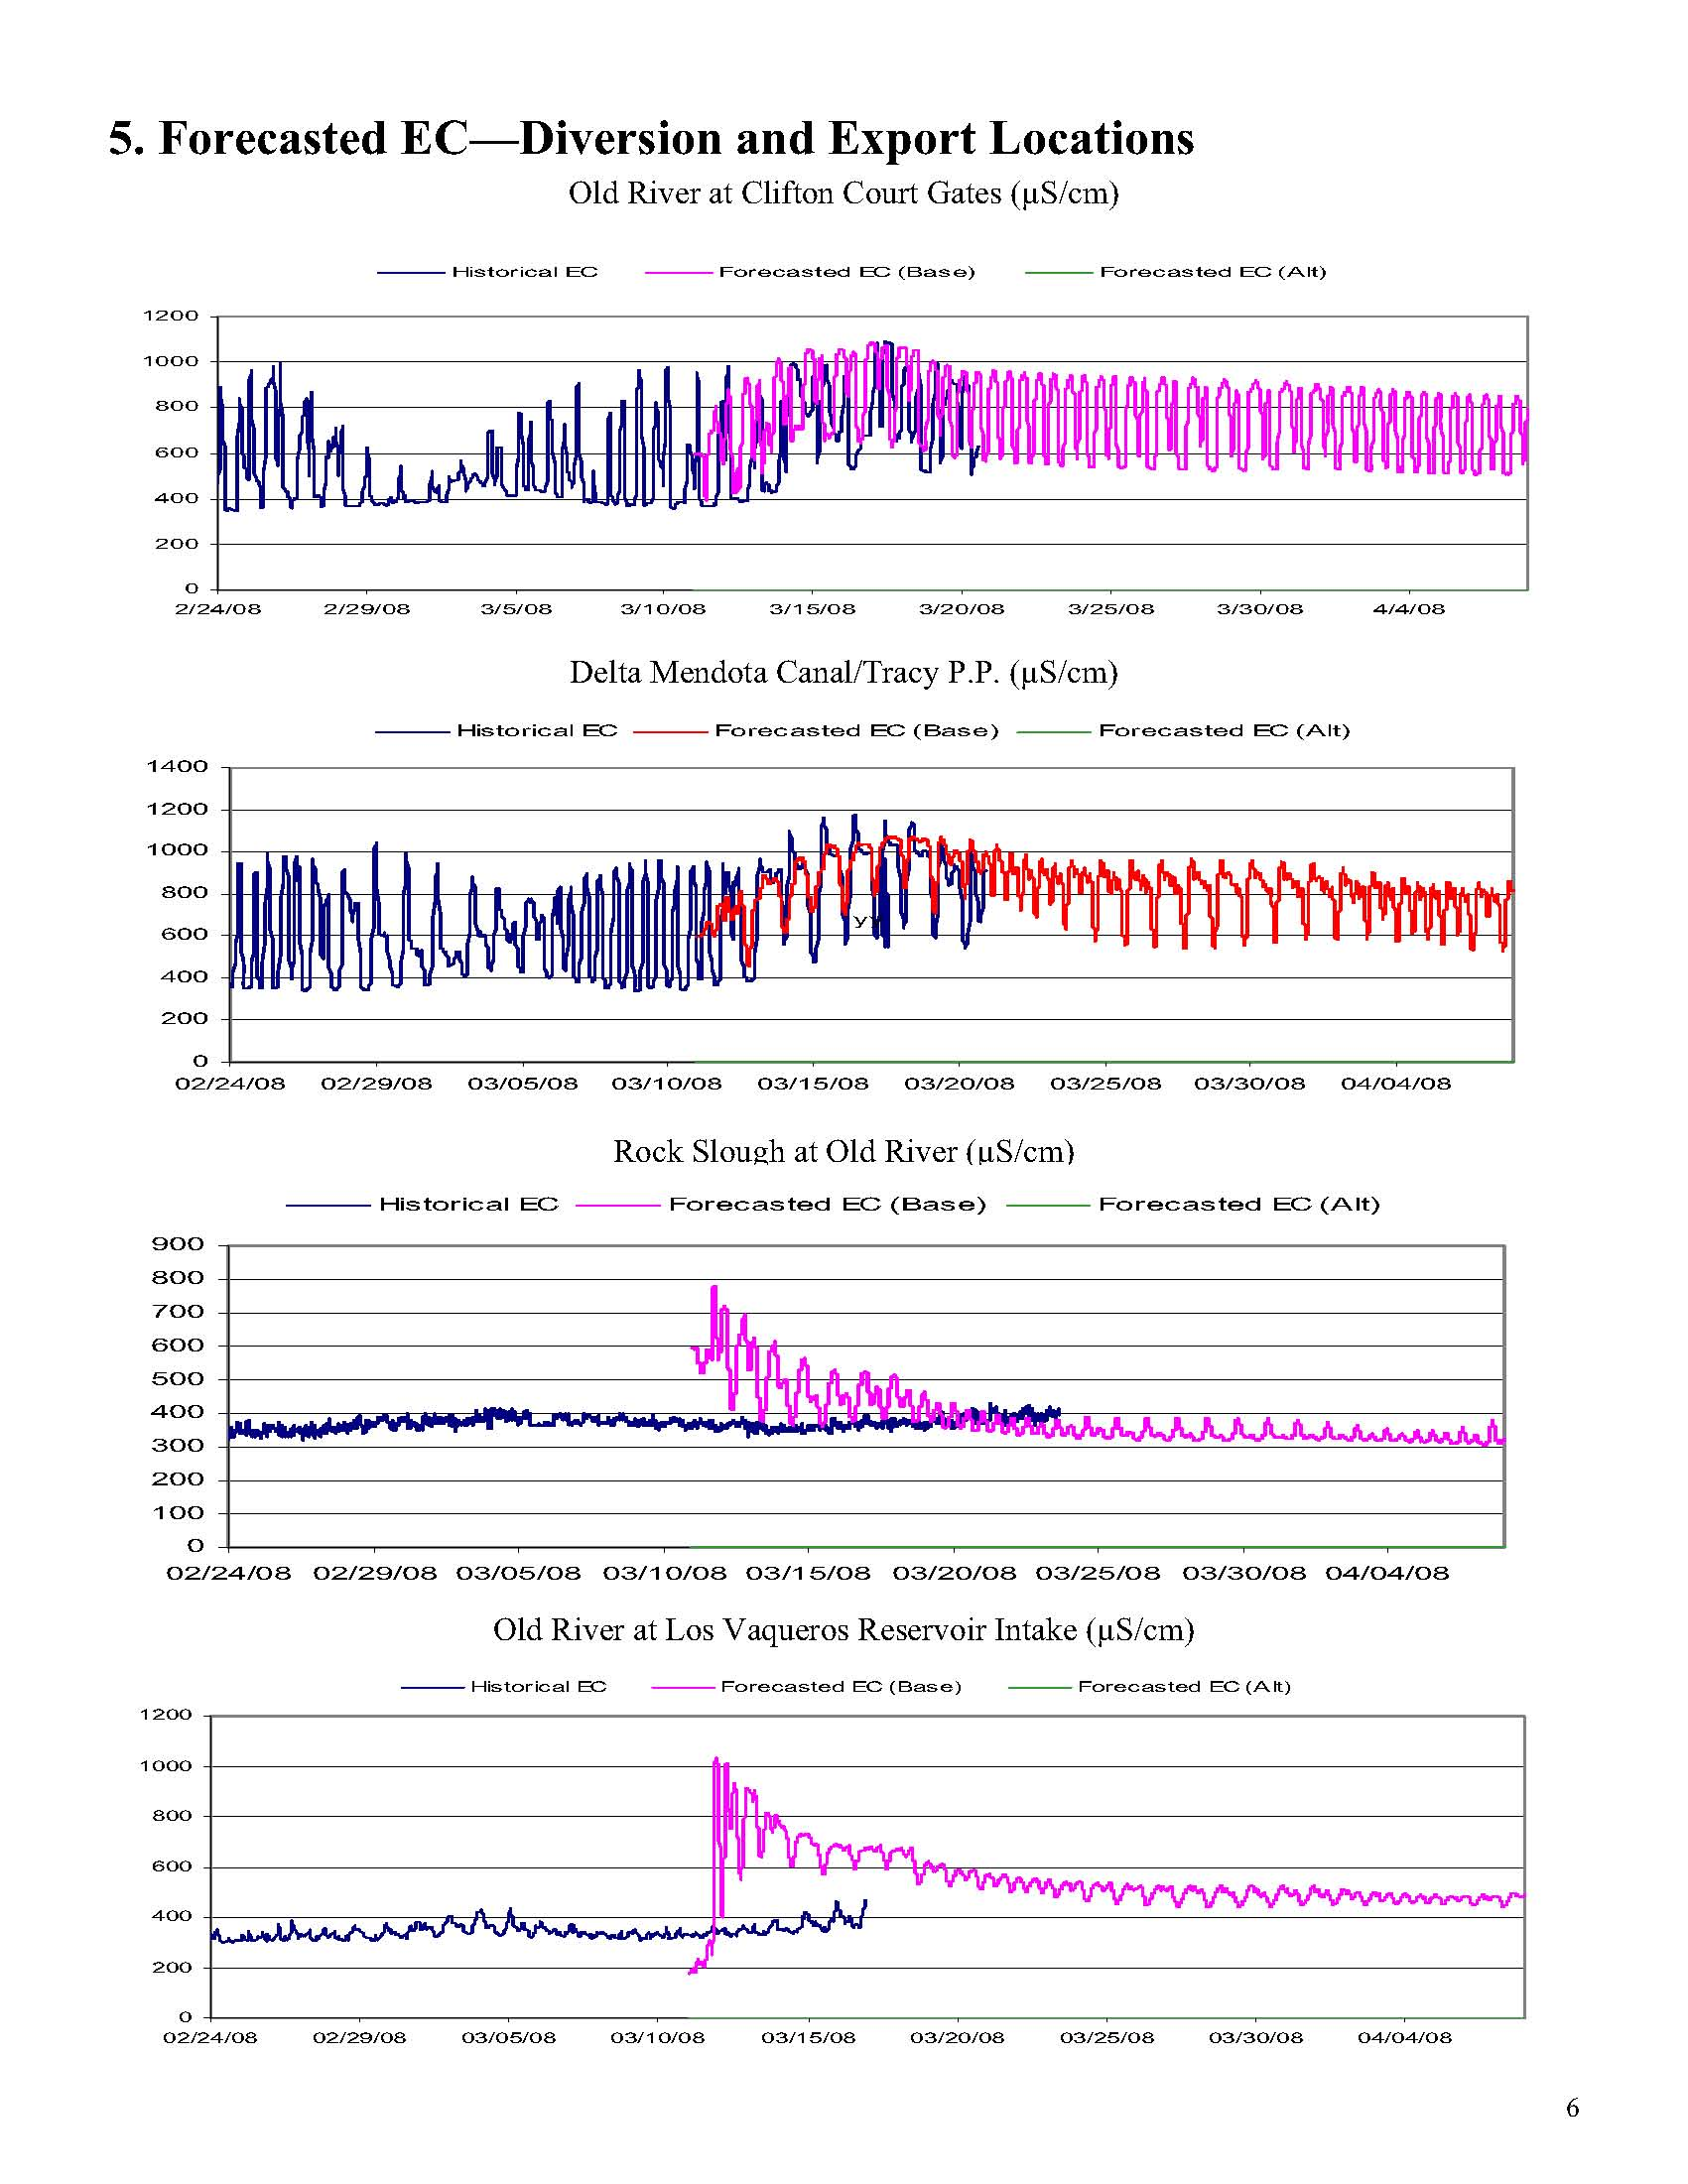 5. Forecasted EC—Diversion and Export Locations
Old River at Clifton Court Gates (µS/cm)
Historical EC Forecasted EC (Base) Forecasted EC (Alt)
1200
1000
800
600
400
200
0
2/24/08 2/29/08 3/5/08 3/10/08 3/15/08 3/20/08 3/25/08 3/30/08 4/4/08
Delta Mendota Canal/Tracy P.P. (µS/cm)
Historical EC Forecasted EC (Base) Forecasted EC (Alt)
1400
1200
1000
800
600
400
200
0
02/24/08 02/29/08 03/05/08 03/10/08 03/15/08 03/20/08 03/25/08 03/30/08 04/04/08
Rock Slough at Old River (µS/cm)
Historical EC Forecasted EC (Base) Forecasted EC (Alt)
900
800
700
600
500
400
300
200
100
0
02/24/08 02/29/08 03/05/08 03/10/08 03/15/08 03/20/08 03/25/08 03/30/08 04/04/08
Old River at Los Vaqueros Reservoir Intake (µS/cm)
Historical EC Forecasted EC (Base) Forecasted EC (Alt)
1200
1000
800
600
400
200
0
02/24/08 02/29/08 03/05/08 03/10/08 03/15/08 03/20/08 03/25/08 03/30/08 04/04/08
6